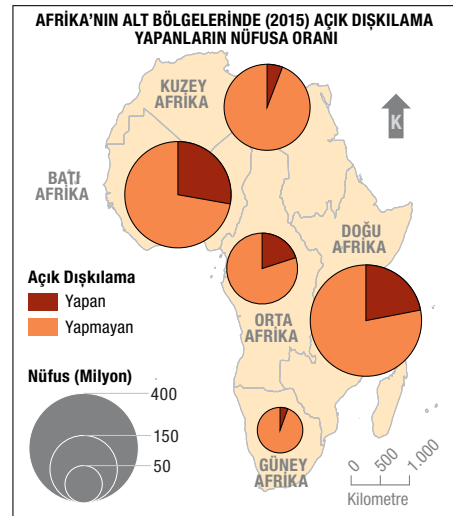 AFRİKA'NIN ALT BÖLGELERİNDE (2015) AÇIK DIŞKILAMA
YAPANLARIN NÜFUSA ORANI
KUZEY
AFRİKA
K
BATI
AFRİKA
DOĞU
AFRİKA
ORTA
AFRİKA
GÜNEY
AFRİKA
Açık Dışkılama
Yapan
Yapmayan
Nüfus (Milyon)
400
150
50
0
500
1.000
Kilometre